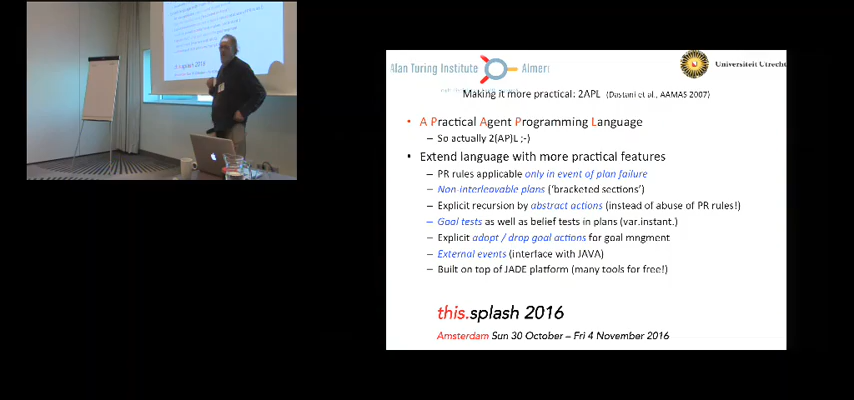 Alan Turing Institute Almere
Universiteit Utrecht
Making it more practical: 2APL (Dastani et al., AAMAS 2007)
• A Practical Agent Programming Language
– So actually 2(AP)L ;-)
• Extend language with more practical features
– PR rules applicable only in event of plan failure
– Non-interleavable plans ('bracketed sections')
– Explicit recursion by abstract actions (instead of abuse of PR rules!)
– Goal tests as well as belief tests in plans (var.instant.)
– Explicit adopt / drop goal actions for goal mngment
– External events (interface with JAVA)
– Built on top of JADE platform (many tools for free!)
this.splash 2016
Amsterdam Sun 30 October – Fri 4 November 2016